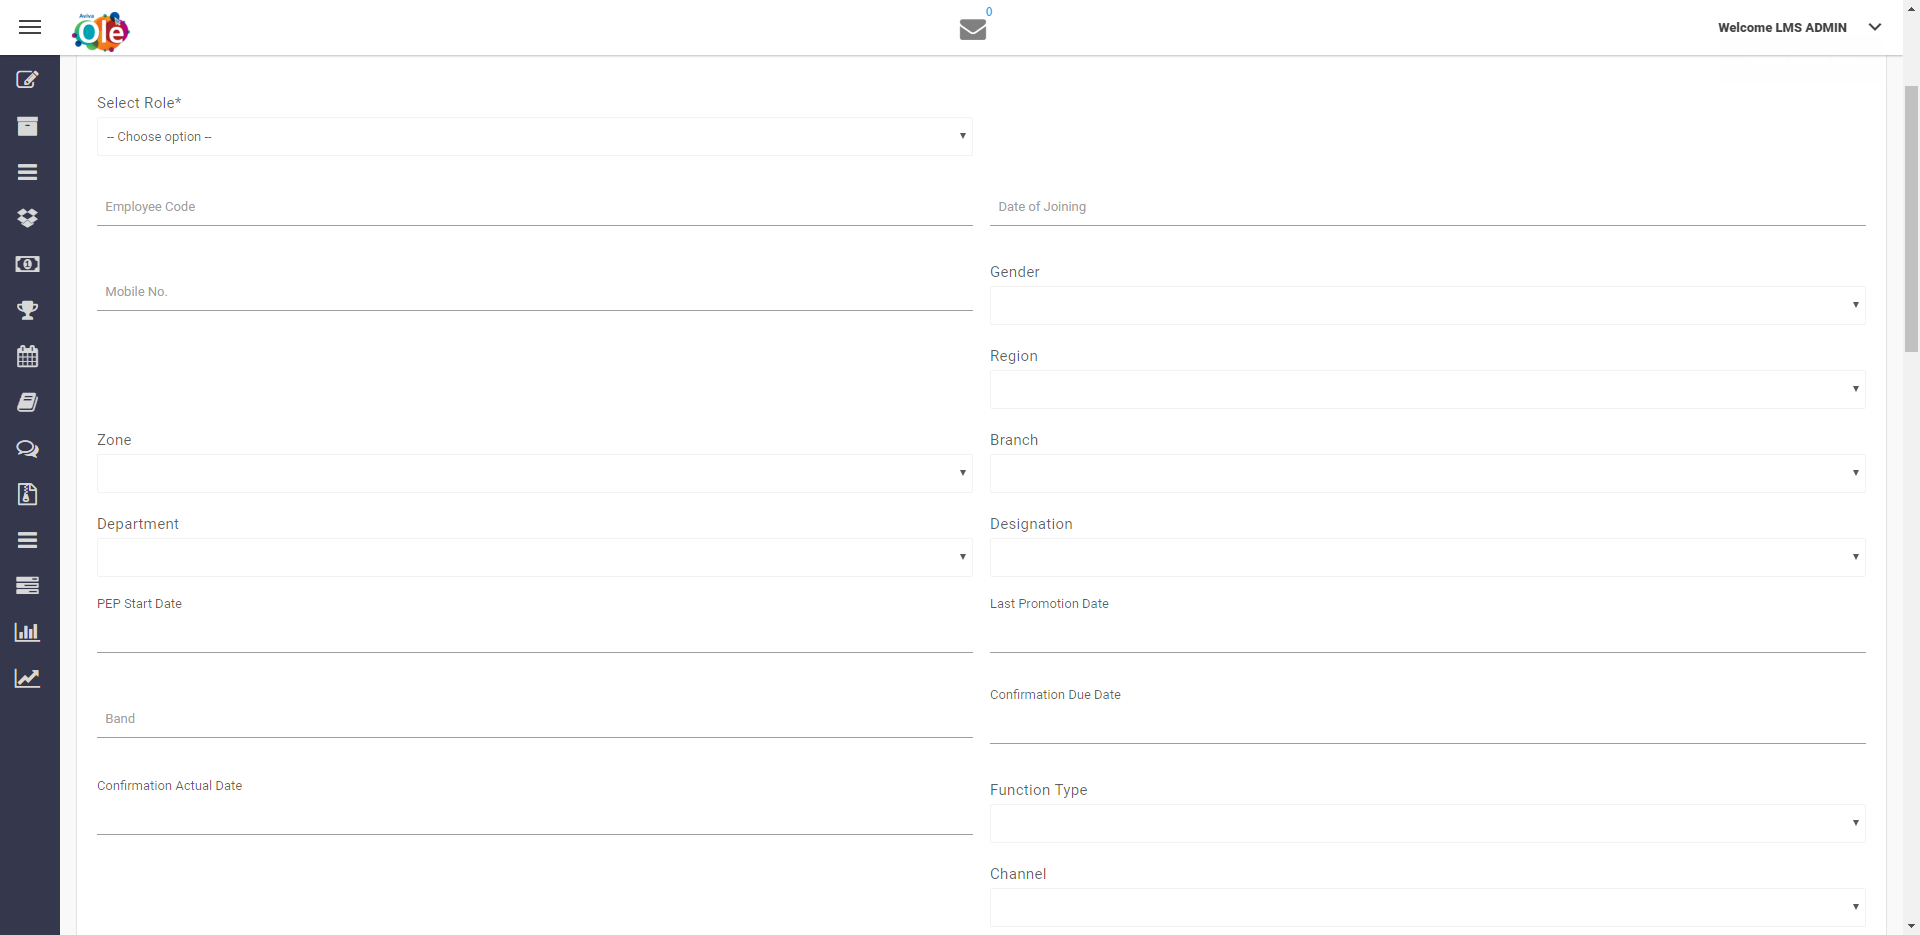 Aviva
Olé
0
Welcome LMS ADMIN
Select Role*
-- Choose option --
Employee Code
Date of Joining
Mobile No.
Gender
Region
Zone
Branch
Department
Designation
PEP Start Date
Last Promotion Date
Band
Confirmation Due Date
Confirmation Actual Date
Function Type
Channel